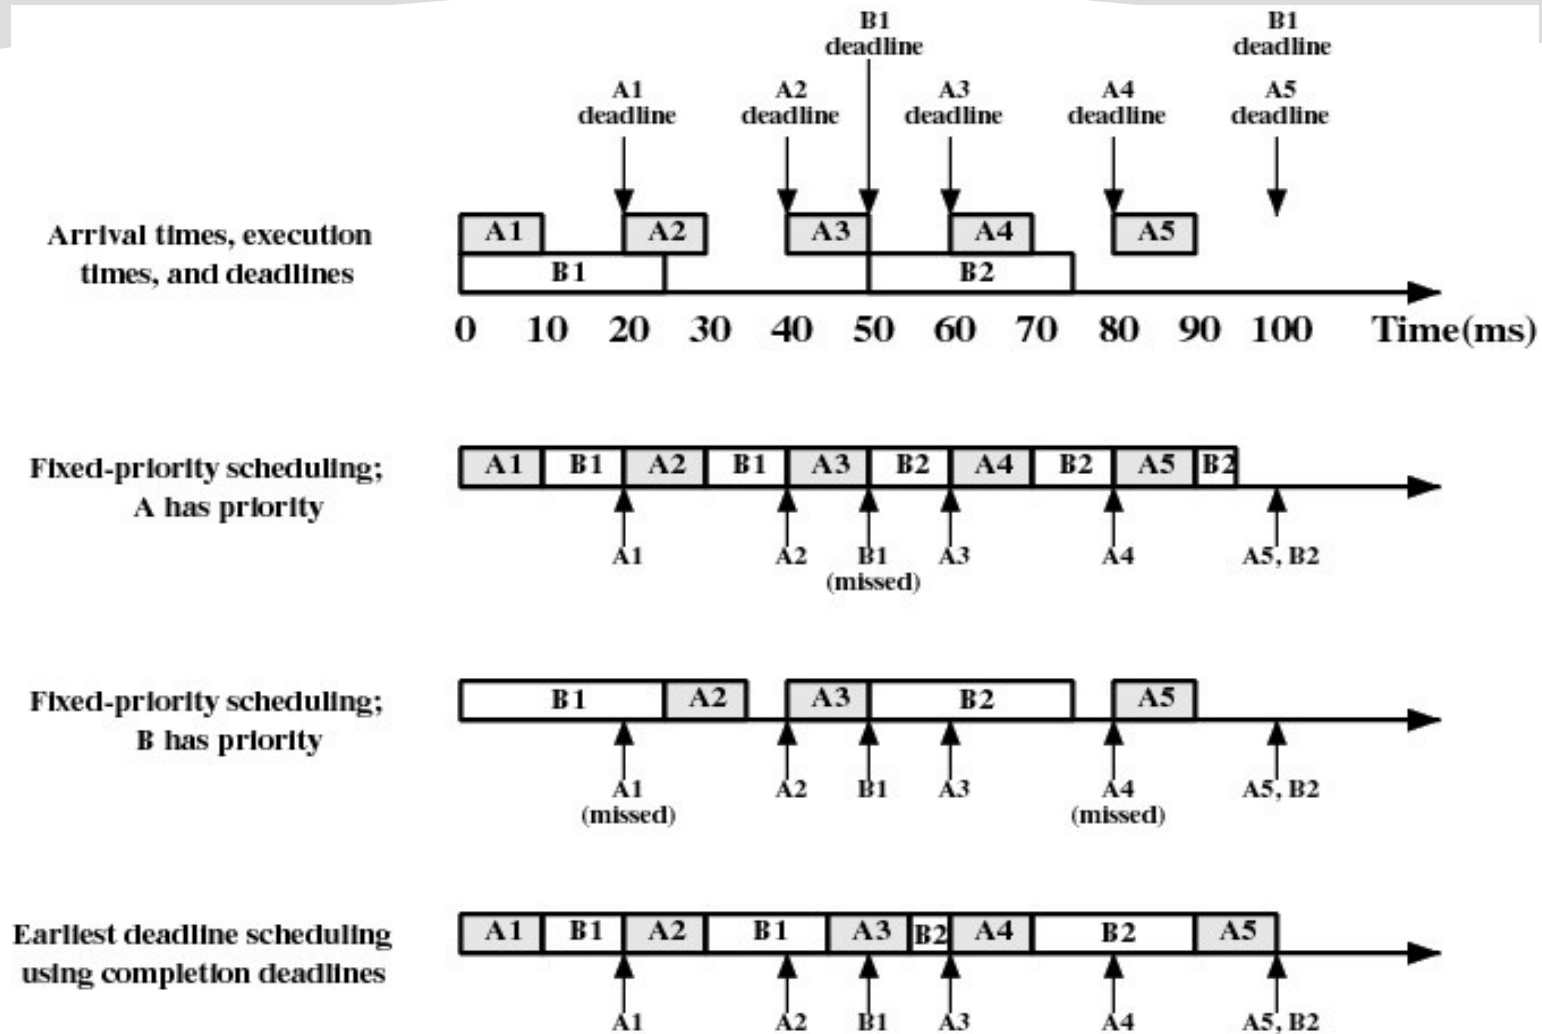 B1
deadline
B1
deadline
A1
deadline
A2
deadline
A3
deadline
A4
deadline
A5
deadline
Arrival times, execution
times, and deadlines
A1 A2 A3 A4 A5
B1 B2
0 10 20 30 40 50 60 70 80 90 100 Time(ms)
Fixed-priority scheduling;
A has priority
A1 B1 A2 B1 A3 B2 A4 B2 A5 B2
A1 A2 B1 A3 A4 A5, B2
(missed)
Fixed-priority scheduling;
B has priority
B1 A2 A3 B2 A5
A1 A2 B1 A3 A4 A5, B2
(missed) (missed)
Earliest deadline scheduling
using completion deadlines
A1 B1 A2 B1 A3 B2 A4 B2 A5
A1 A2 B1 A3 A4 A5, B2